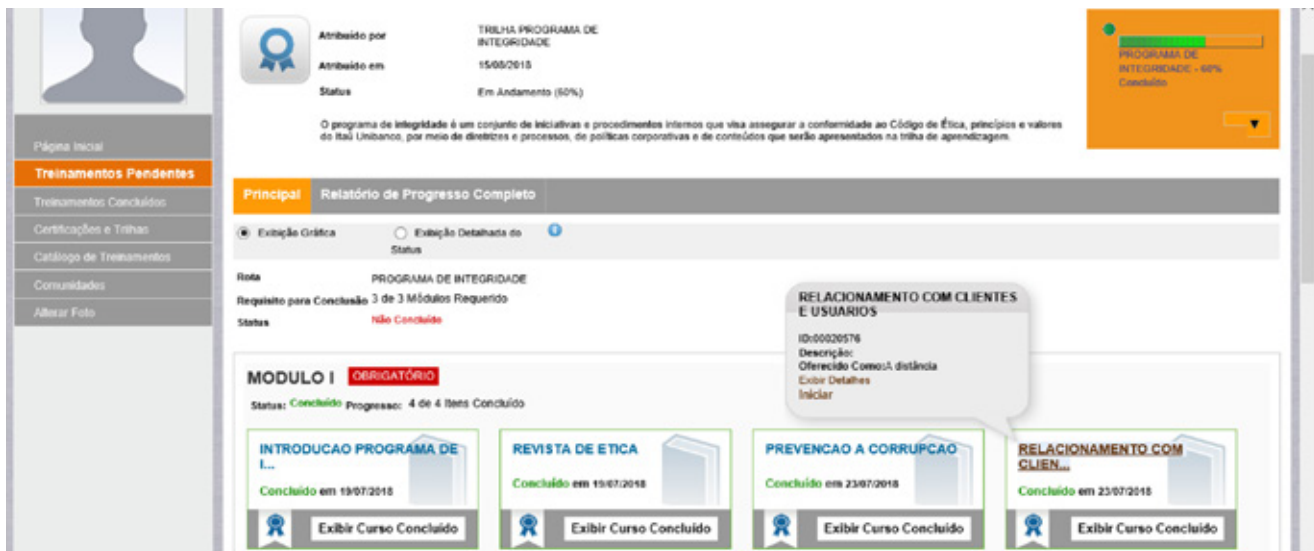 Atribuido por
TRILHA PROGRAMA DE
INTEGRIDADE
Atribuido em
15/08/2018
Status
Em Andamento (60%)
PROGRAMA DE
INTEGRIDADE - 60%
Concluído
O programa de integridade é um conjunto de iniciativas e procedimentos internos que visa assegurar a conformidade ao Código de Ética, princípios e valores
do Itaú Unibanco, por meio de diretrizes e processos, de políticas corporativas e de conteúdos que serão apresentados na trilha de aprendizagem.
Página Inicial
Treinamentos Pendentes
Treinamentos Concluídos
Certificações e Trilhas
Catálogo de Treinamentos
Comunidades
Alterar Foto
Principal
Relatório de Progresso Completo
Exibição Gráfica
Exibição Detalhada do
Status
Rota
PROGRAMA DE INTEGRIDADE
Requisito para Conclusão
3 de 3 Módulos Requerido
Status
Não Concluído
RELACIONAMENTO COM CLIENTES
E USUARIOS
ID:00020576
Descrição:
Oferecido Como:A distância
Exibir Detalhes
Iniciar
MODULO I
OBRIGATÓRIO
Status: Concluído Progresso: 4 de 4 Itens Concluído
INTRODUCAO PROGRAMA DE
I...
Concluído em 19/07/2018
Exibir Curso Concluído
REVISTA DE ETICA
Concluído em 19/07/2018
Exibir Curso Concluído
PREVENCAO A CORRUPCAO
Concluído em 23/07/2018
Exibir Curso Concluído
RELACIONAMENTO COM
CLIEN...
Concluído em 23/07/2018
Exibir Curso Concluído